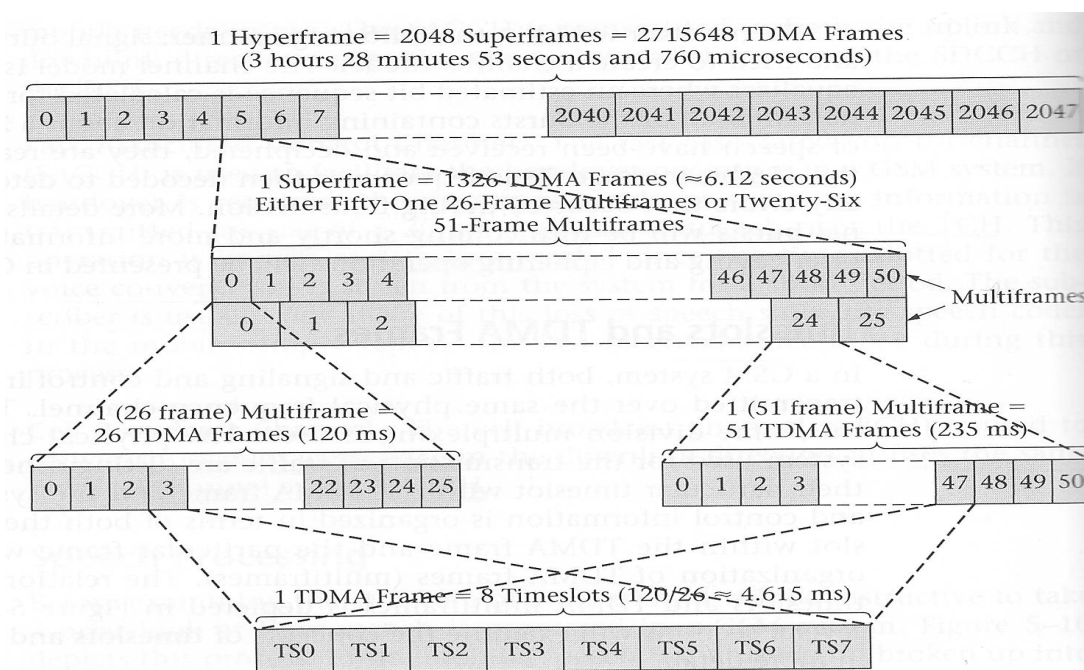 1 Hyperframe = 2048 Superframes = 2715648 TDMA Frames
(3 hours 28 minutes 53 seconds and 760 microseconds)
0 1 2 3 4 5 6 7 2040 2041 2042 2043 2044 2045 2046 2047
1 Superframe = 1326 TDMA Frames (≈6.12 seconds)
Either Fifty-One 26-Frame Multiframes or Twenty-Six
51-Frame Multiframes
0 1 2 3 4 46 47 48 49 50
Multiframes
0 1 2 24 25
1 (26 frame) Multiframe =
26 TDMA Frames (120 ms)
1 (51 frame) Multiframe =
51 TDMA Frames (235 ms)
0 1 2 3 22 23 24 25
0 1 2 3 47 48 49 50
1 TDMA Frame = 8 Timeslots (120/26 ≈ 4.615 ms)
TS0 TS1 TS2 TS3 TS4 TS5 TS6 TS7